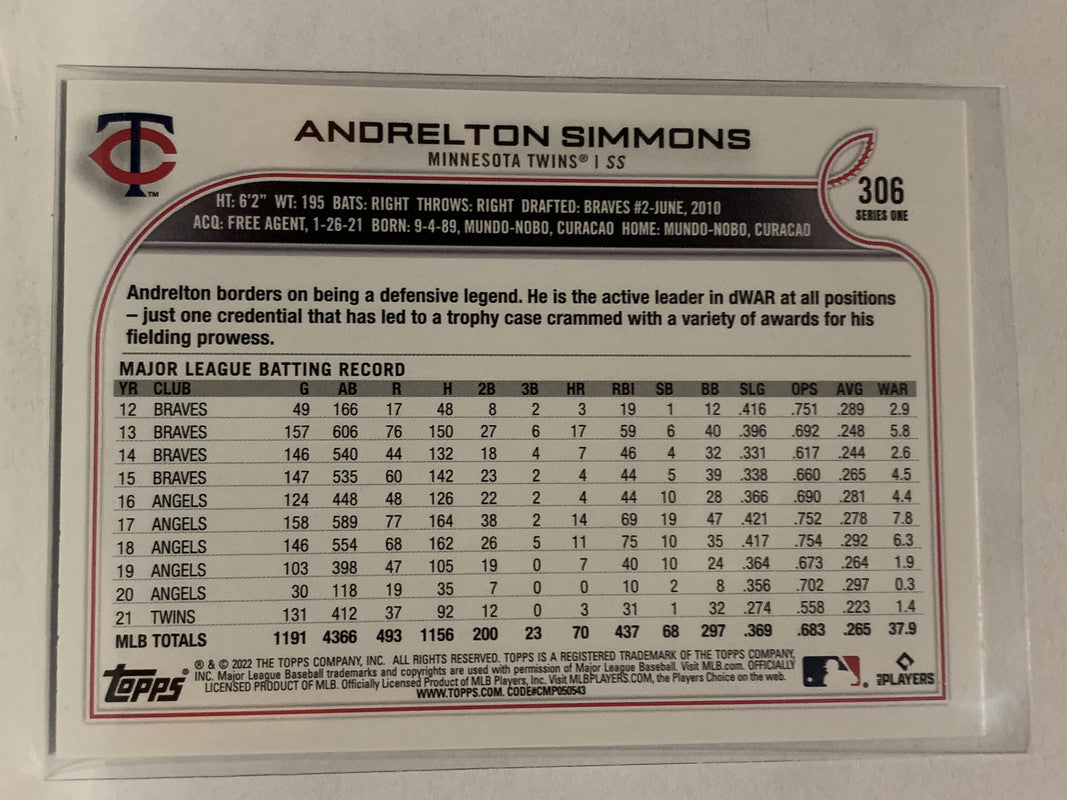 TC
™
ANDRELTON SIMMONS
MINNESOTA TWINS® | SS
306
SERIES ONE
HT: 6'2" WT: 195 BATS: RIGHT THROWS: RIGHT DRAFTED: BRAVES #2-JUNE, 2010
ACQ: FREE AGENT, 1-26-21 BORN: 9-4-89, MUNDO-NOBO, CURACAO HOME: MUNDO-NOBO, CURACAO
Andrelton borders on being a defensive legend. He is the active leader in dWAR at all positions
– just one credential that has led to a trophy case crammed with a variety of awards for his
fielding prowess.
MAJOR LEAGUE BATTING RECORD
YR CLUB G AB R H 2B 3B HR RBI SB BB SLG OPS AVG WAR
12 BRAVES 49 166 17 48 8 2 3 19 1 12 .416 .751 .289 2.9
13 BRAVES 157 606 76 150 27 6 17 59 6 40 .396 .692 .248 5.8
14 BRAVES 146 540 44 132 18 4 7 46 4 32 .331 .617 .244 2.6
15 BRAVES 147 535 60 142 23 2 4 44 5 39 .338 .660 .265 4.5
16 ANGELS 124 448 48 126 22 2 4 44 10 28 .366 .690 .281 4.4
17 ANGELS 158 589 77 164 38 2 14 69 19 47 .421 .752 .278 7.8
18 ANGELS 146 554 68 162 26 5 11 75 10 35 .417 .754 .292 6.3
19 ANGELS 103 398 47 105 19 0 7 40 10 24 .364 .673 .264 1.9
20 ANGELS 30 118 19 35 7 0 0 10 2 8 .356 .702 .297 0.3
21 TWINS 131 412 37 92 12 0 3 31 1 32 .274 .558 .223 1.4
MLB TOTALS 1191 4366 493 1156 200 23 70 437 68 297 .369 .683 .265 37.9
TOPPS®
® & © 2022 THE TOPPS COMPANY, INC. ALL RIGHTS RESERVED. TOPPS IS A REGISTERED TRADEMARK OF THE TOPPS COMPANY,
INC. Major League Baseball trademarks and copyrights are used with permission of Major League Baseball. Visit MLB.com. OFFICIALLY
LICENSED PRODUCT OF MLB. Officially Licensed Product of MLB Players, Inc. Visit MLBPLAYERS.COM, the Players Choice on the web.
WWW.TOPPS.COM. CODE#CMP050543
®
MLB PLAYERS